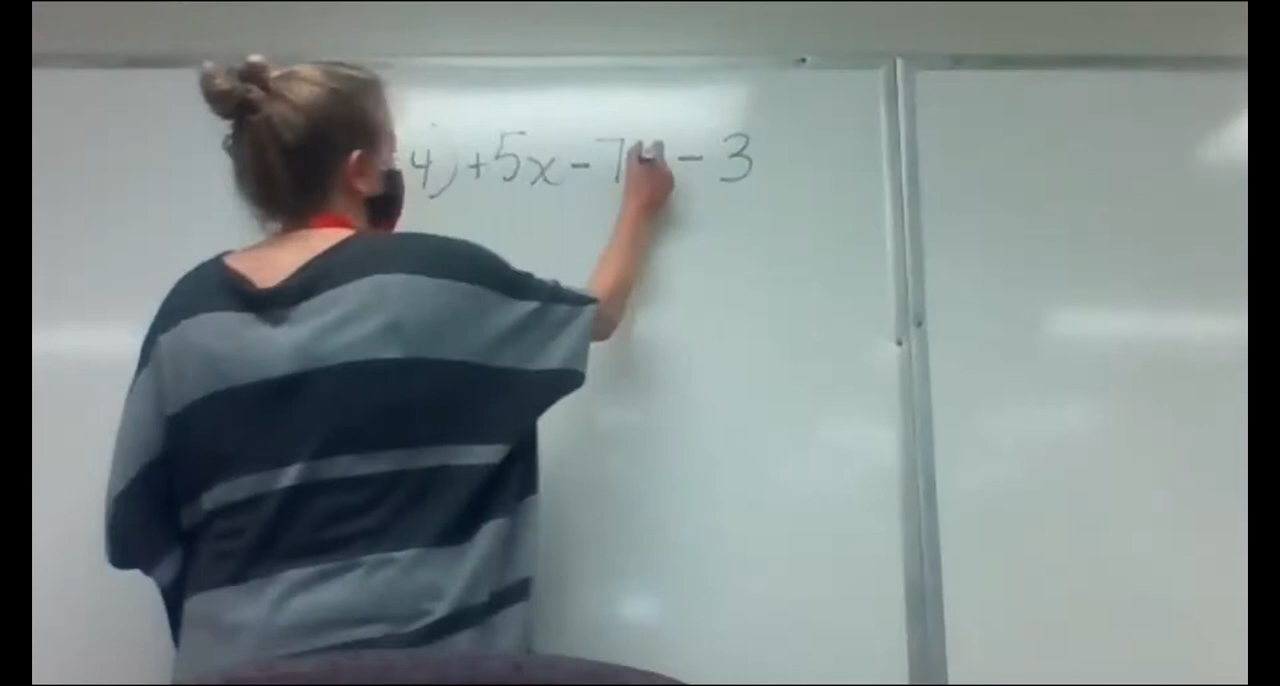 4) + 5x - 7 - 3